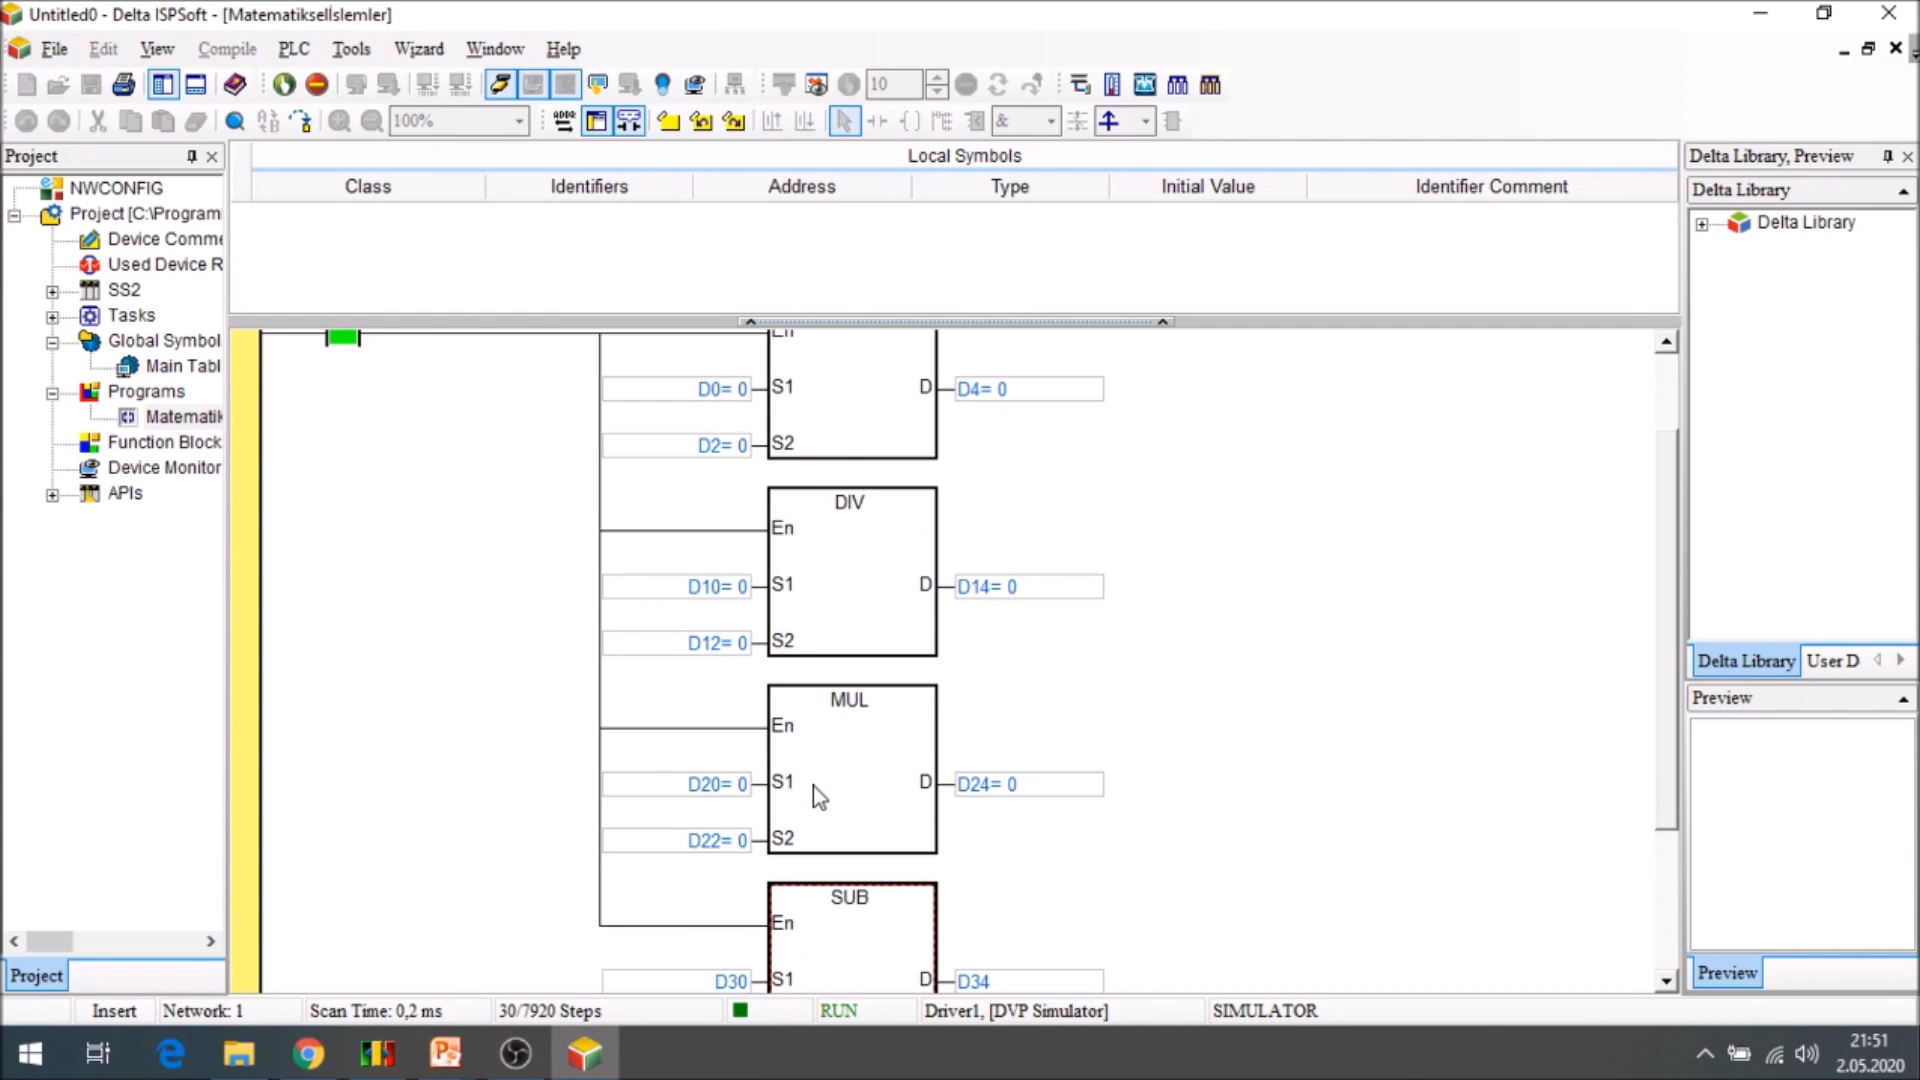 Untitled0 - Delta ISPSoft - [Matematikselİslemler]
File Edit View Compile PLC Tools Wizard Window Help
10
100%
&
Project
NWCONFIG
Project [C:\Program
Device Comme
Used Device R
SS2
Tasks
Global Symbol
Main Tabl
Programs
Matematik
Function Block
Device Monitor
APIs
Project
Local Symbols
Class Identifiers Address Type Initial Value Identifier Comment
En
D0= 0 S1 D D4= 0
D2= 0 S2
DIV
En
D10= 0 S1 D D14= 0
D12= 0 S2
MUL
En
D20= 0 S1 D D24= 0
D22= 0 S2
SUB
En
D30 S1 D D34
Delta Library, Preview
Delta Library
Delta Library
Delta Library User D
Preview
Preview
Insert Network: 1 Scan Time: 0,2 ms 30/7920 Steps RUN Driver1, [DVP Simulator] SIMULATOR
21:51
2.05.2020